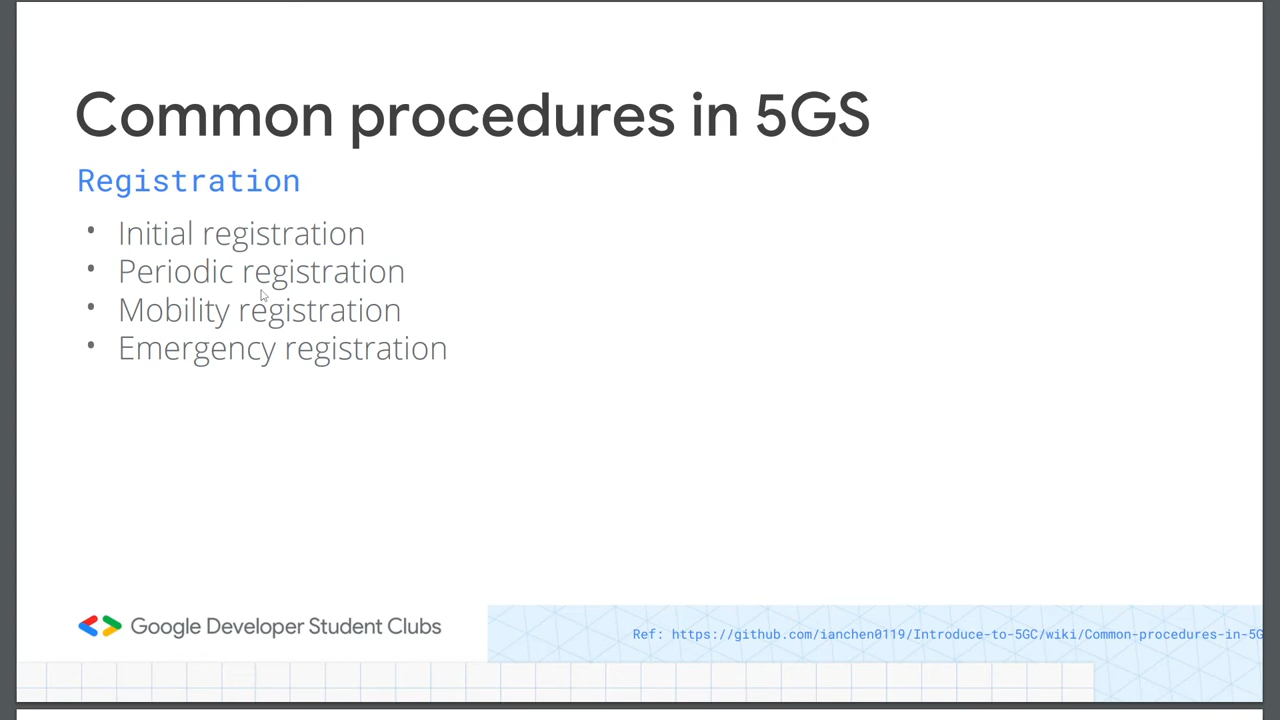 Common procedures in 5GS
Registration
• Initial registration
• Periodic registration
• Mobility registration
• Emergency registration
Google Developer Student Clubs
Ref: https://github.com/ianchen0119/Introduce-to-5GC/wiki/Common-procedures-in-5G